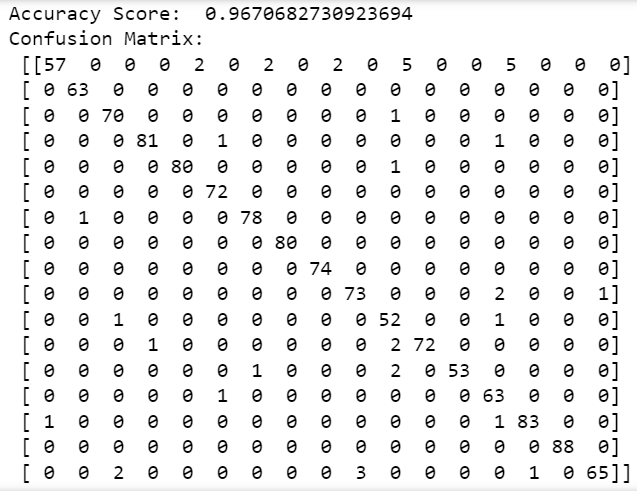 Accuracy Score:  0.9670682730923694
Confusion Matrix:
 [[57  0  0  0  2  0  2  0  2  0  5  0  0  5  0  0  0]
 [ 0 63  0  0  0  0  0  0  0  0  0  0  0  0  0  0  0]
 [ 0  0 70  0  0  0  0  0  0  0  1  0  0  0  0  0  0]
 [ 0  0  0 81  0  1  0  0  0  0  0  0  0  1  0  0  0]
 [ 0  0  0  0 80  0  0  0  0  0  1  0  0  0  0  0  0]
 [ 0  0  0  0  0 72  0  0  0  0  0  0  0  0  0  0  0]
 [ 0  1  0  0  0  0 78  0  0  0  0  0  0  0  0  0  0]
 [ 0  0  0  0  0  0  0 80  0  0  0  0  0  0  0  0  0]
 [ 0  0  0  0  0  0  0  0 74  0  0  0  0  0  0  0  0]
 [ 0  0  0  0  0  0  0  0  0 73  0  0  0  2  0  0  1]
 [ 0  0  1  0  0  0  0  0  0  0 52  0  0  1  0  0  0]
 [ 0  0  0  1  0  0  0  0  0  0  2 72  0  0  0  0  0]
 [ 0  0  0  0  0  0  1  0  0  0  2  0 53  0  0  0  0]
 [ 0  0  0  0  0  1  0  0  0  0  0  0  0 63  0  0  0]
 [ 1  0  0  0  0  0  0  0  0  0  0  0  0  1 83  0  0]
 [ 0  0  0  0  0  0  0  0  0  0  0  0  0  0  0 88  0]
 [ 0  0  2  0  0  0  0  0  0  3  0  0  0  0  1  0 65]]